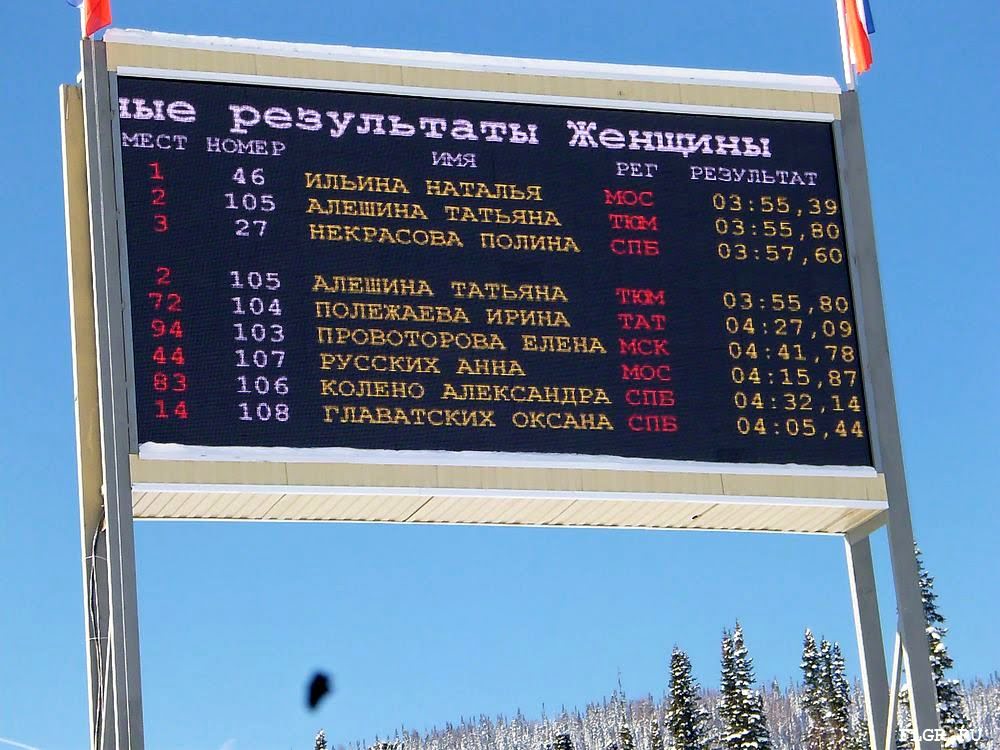 ные результаты Женщины
МЕСТ НОМЕР ИМЯ РЕГ РЕЗУЛЬТАТ
1 46 ИЛЬИНА НАТАЛЬЯ МОС 03:55,39
2 105 АЛЕШИНА ТАТЬЯНА ТЮМ 03:55,80
3 27 НЕКРАСОВА ПОЛИНА СПБ 03:57,60
2 105 АЛЕШИНА ТАТЬЯНА ТЮМ 03:55,80
72 104 ПОЛЕЖАЕВА ИРИНА ТАТ 04:27,09
94 103 ПРОВОТОРОВА ЕЛЕНА МСК 04:41,78
44 107 РУССКИХ АННА МОС 04:15,87
83 106 КОЛЕНО АЛЕКСАНДРА СПБ 04:32,14
14 108 ГЛАВАТСКИХ ОКСАНА СПБ 04:05,44